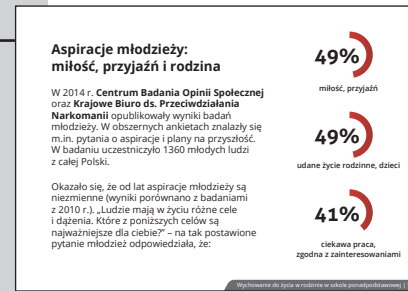 Aspiracje młodzieży:
miłość, przyjaźń i rodzina
W 2014 r. Centrum Badania Opinii Społecznej
oraz Krajowe Biuro ds. Przeciwdziałania
Narkomanii opublikowały wyniki badań
młodzieży. W obszernych ankietach znalazły się
m.in. pytania o aspiracje i plany na przyszłość.
W badaniu uczestniczyło 1360 młodych ludzi
z całej Polski.
Okazało się, że od lat aspiracje młodzieży są
niezmienne (wyniki porównano z badaniami
z 2010 r.). „Ludzie mają w życiu różne cele
i dążenia. Które z poniższych celów są
najważniejsze dla ciebie?” – na tak postawione
pytanie młodzież odpowiedziała, że:
49%
miłość, przyjaźń
49%
udane życie rodzinne, dzieci
41%
ciekawa praca,
zgodna z zainteresowaniami
Wychowanie do życia w rodzinie w szkole ponadpodstawowej |